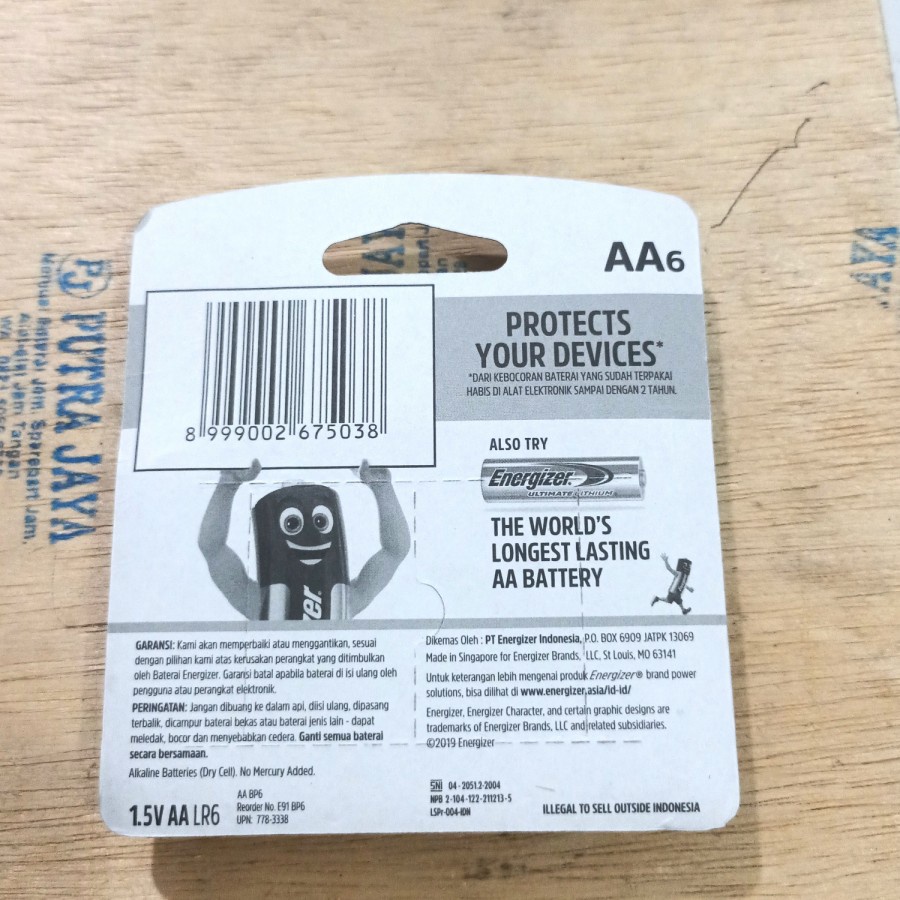 AA6
PROTECTS
YOUR DEVICES*
*DARI KEBOCORAN BATERAI YANG SUDAH TERPAKAI
HABIS DI ALAT ELEKTRONIK SAMPAI DENGAN 2 TAHUN.
8 999002 675038
ALSO TRY
Energizer
ULTIMATE LITHIUM
THE WORLD'S
LONGEST LASTING
AA BATTERY
zer
GARANSI: Kami akan memperbaiki atau menggantikan, sesuai
dengan pilihan kami atas kerusakan perangkat yang ditimbulkan
oleh Baterai Energizer. Garansi batal apabila baterai di isi ulang oleh
pengguna atau perangkat elektronik.
PERINGATAN: Jangan dibuang ke dalam api, diisi ulang, dipasang
terbalik, dicampur baterai bekas atau baterai jenis lain - dapat
meledak, bocor dan menyebabkan cedera. Ganti semua baterai
secara bersamaan.
Alkaline Batteries (Dry Cell). No Mercury Added.
Dikemas Oleh : PT Energizer Indonesia, P.O. BOX 6909 JATPK 13069
Made in Singapore for Energizer Brands, LLC, St Louis, MO 63141
Untuk keterangan lebih mengenai produk Energizer® brand power
solutions, bisa dilihat di www.energizer.asia/id-id/
Energizer, Energizer Character, and certain graphic designs are
trademarks of Energizer Brands, LLC and related subsidiaries.
©2019 Energizer
1.5V AA LR6
AA BP6
Reorder No. E91 BP6
UPN: 778-3338
SNI 04-2051.2-2004
NPB 2-104-122-211213-5
LSPr-004-IDN
ILLEGAL TO SELL OUTSIDE INDONESIA
PJ PUTRA JAYA
Jam, Sparepart Jam,
Jam Tangan